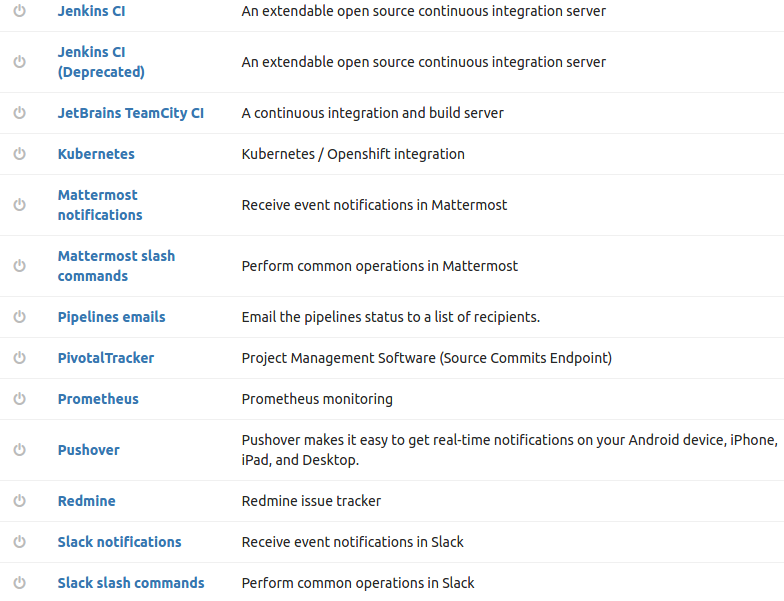 Jenkins CI An extendable open source continuous integration server
Jenkins CI
(Deprecated)
An extendable open source continuous integration server
JetBrains TeamCity CI A continuous integration and build server
Kubernetes Kubernetes / Openshift integration
Mattermost
notifications
Receive event notifications in Mattermost
Mattermost slash
commands
Perform common operations in Mattermost
Pipelines emails Email the pipelines status to a list of recipients.
PivotalTracker Project Management Software (Source Commits Endpoint)
Prometheus Prometheus monitoring
Pushover
Pushover makes it easy to get real-time notifications on your Android device, iPhone,
iPad, and Desktop.
Redmine Redmine issue tracker
Slack notifications Receive event notifications in Slack
Slack slash commands Perform common operations in Slack